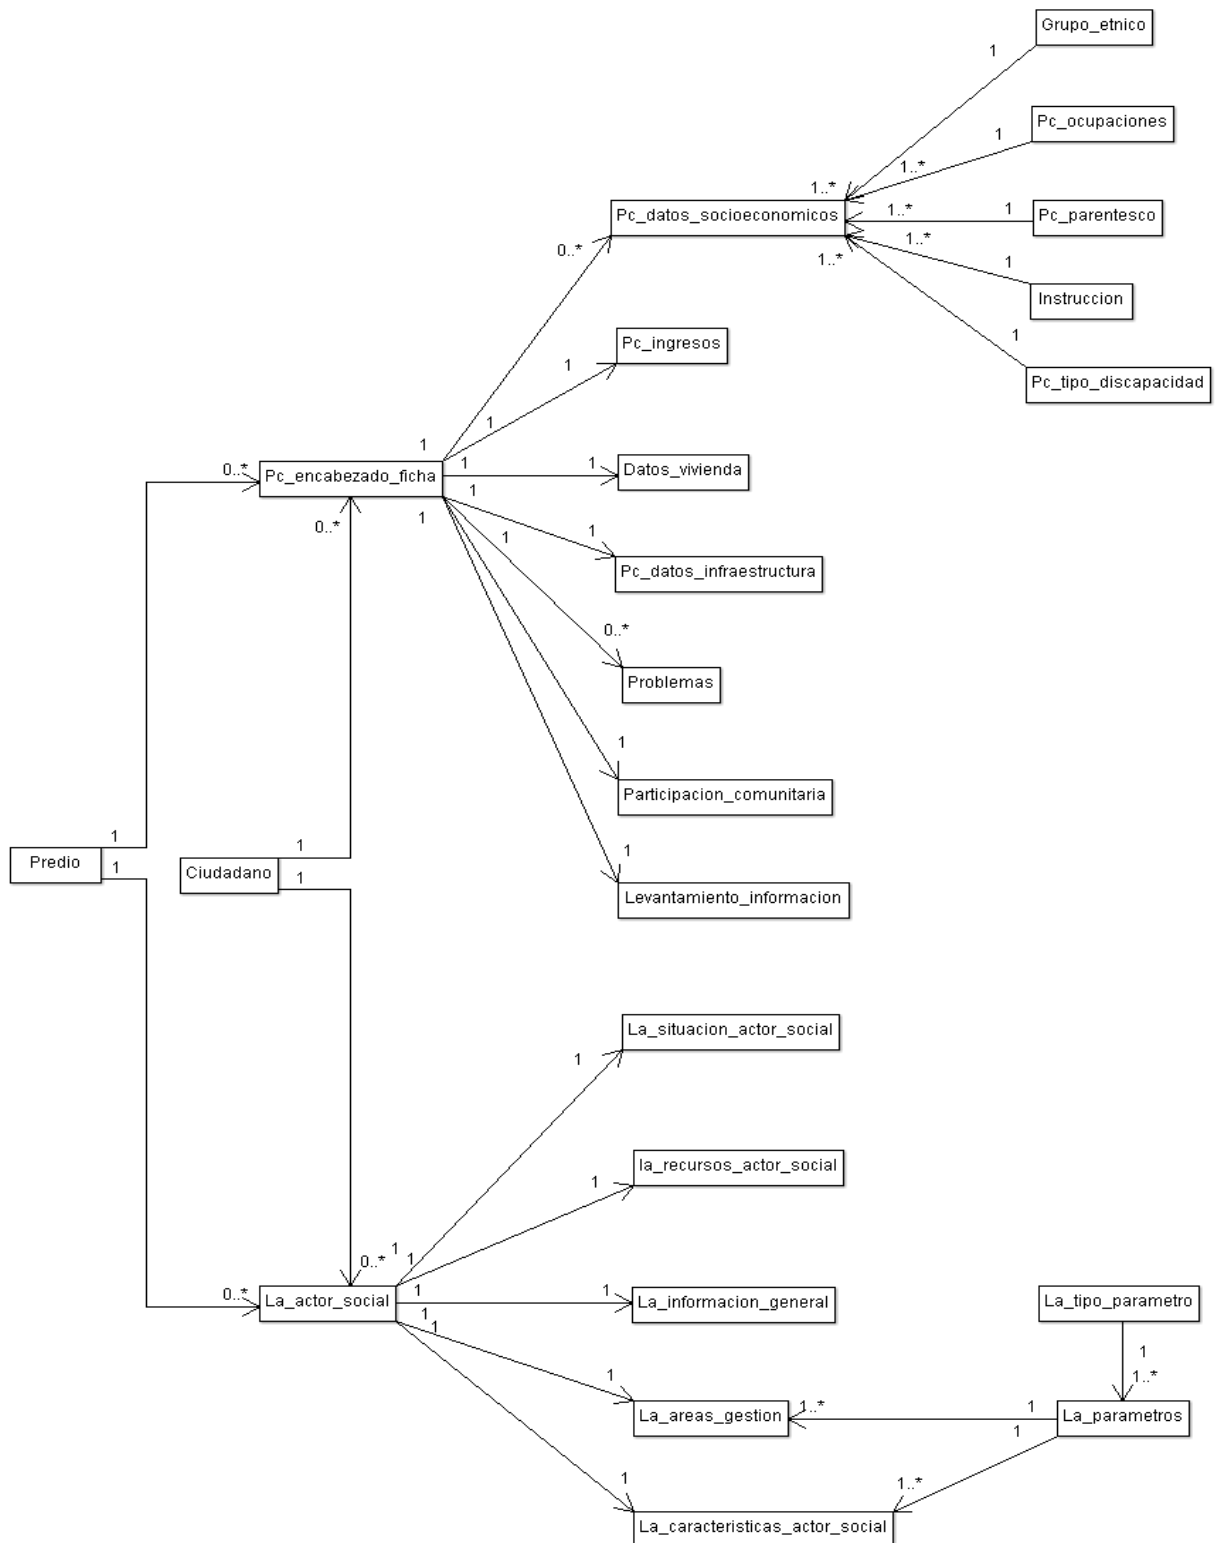 Grupo_etnico
1
Pc_ocupaciones
1
1..*
1..*
Pc_datos_socioeconomicos
1..*
1
Pc_parentesco
0..*
1..*
1..*
1
Instruccion
1
Pc_ingresos
1
Pc_tipo_discapacidad
1
1
0..*
Pc_encabezado_ficha
1
1
Datos_vivienda
1
0..*
1
1
1
Pc_datos_infraestructura
0..*
Problemas
1
Participacion_comunitaria
1
1
Predio
1
Ciudadano
1
1
Levantamiento_informacion
La_situacion_actor_social
1
la_recursos_actor_social
1
0..*
1
1
0..*
La_actor_social
1
1
La_informacion_general
La_tipo_parametro
1
1
1
1..*
1
La_areas_gestion
1..*
1
La_parametros
1
1
1..*
La_caracteristicas_actor_social